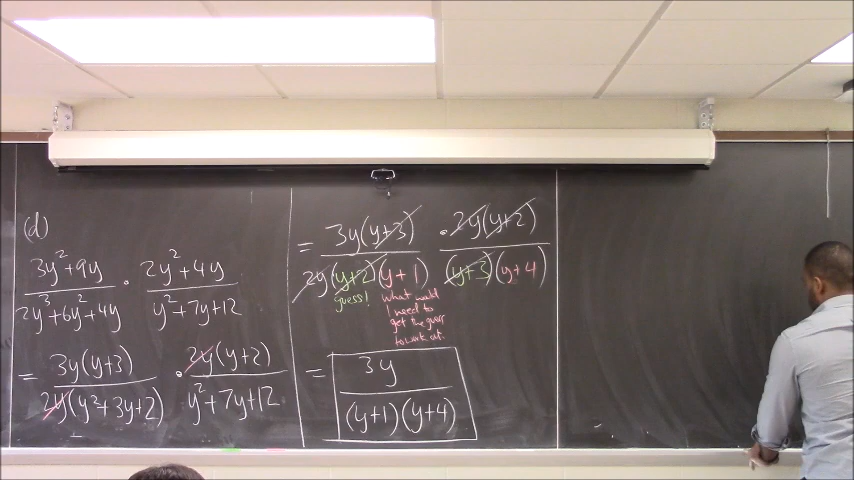 (d)
3y²+9y / 2y³+6y²+4y · 2y²+4y / y²+7y+12
= 3y(y+3) / 2y(y²+3y+2) · 2y(y+2) / y²+7y+12
= 3y(y+3) / 2y(y+2)(y+1) · 2y(y+2) / (y+3)(y+4)
guess!
what would
I need to
get the guess
to work out.
= 3y / (y+1)(y+4)